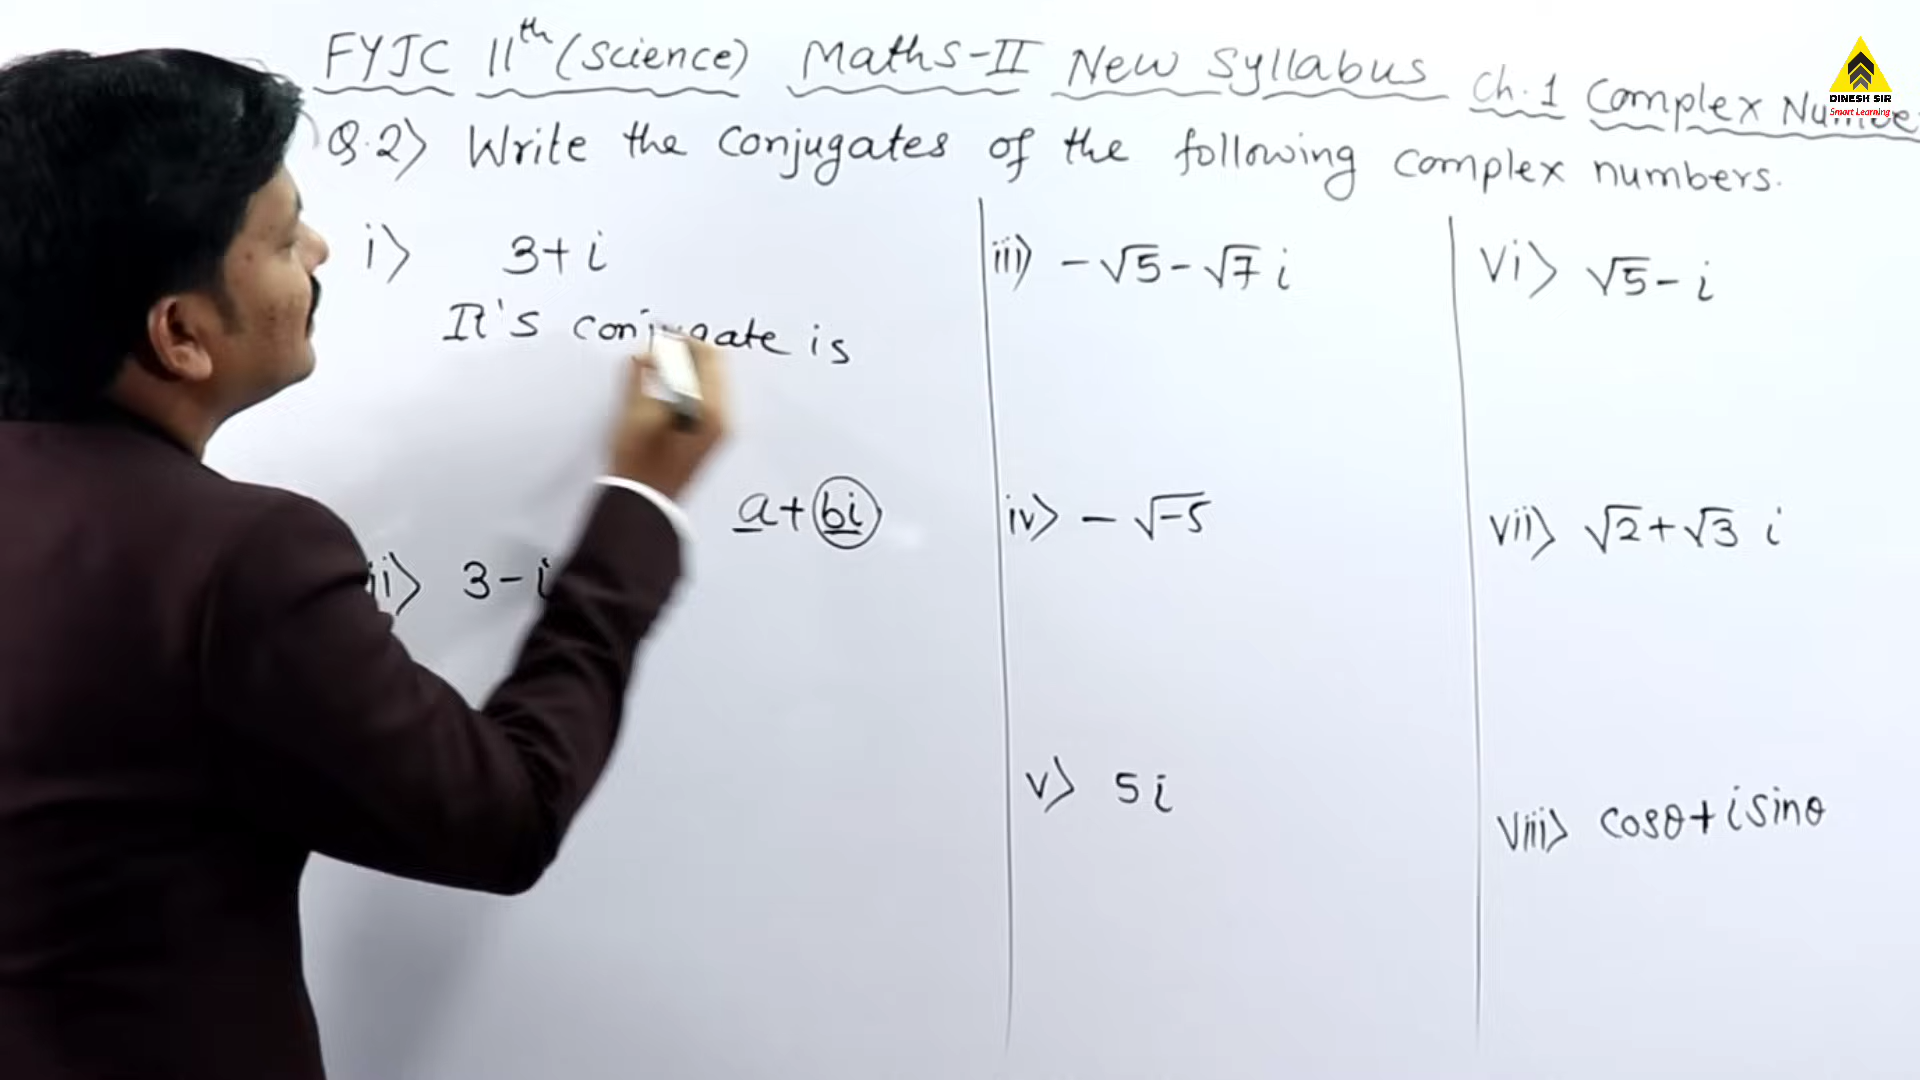 FYJC 11th (Science) Maths-II New Syllabus Ch.1 Complex Number
Q.2) Write the conjugates of the following complex numbers.
i) 3+i
It's conjugate is
a+bi
ii) 3-i
iii) -√5-√7 i
iv) -√-5
v) 5i
vi) √5-i
vii) √2+√3 i
viii) cosθ+isinθ
DINESH SIR
Smart Learning